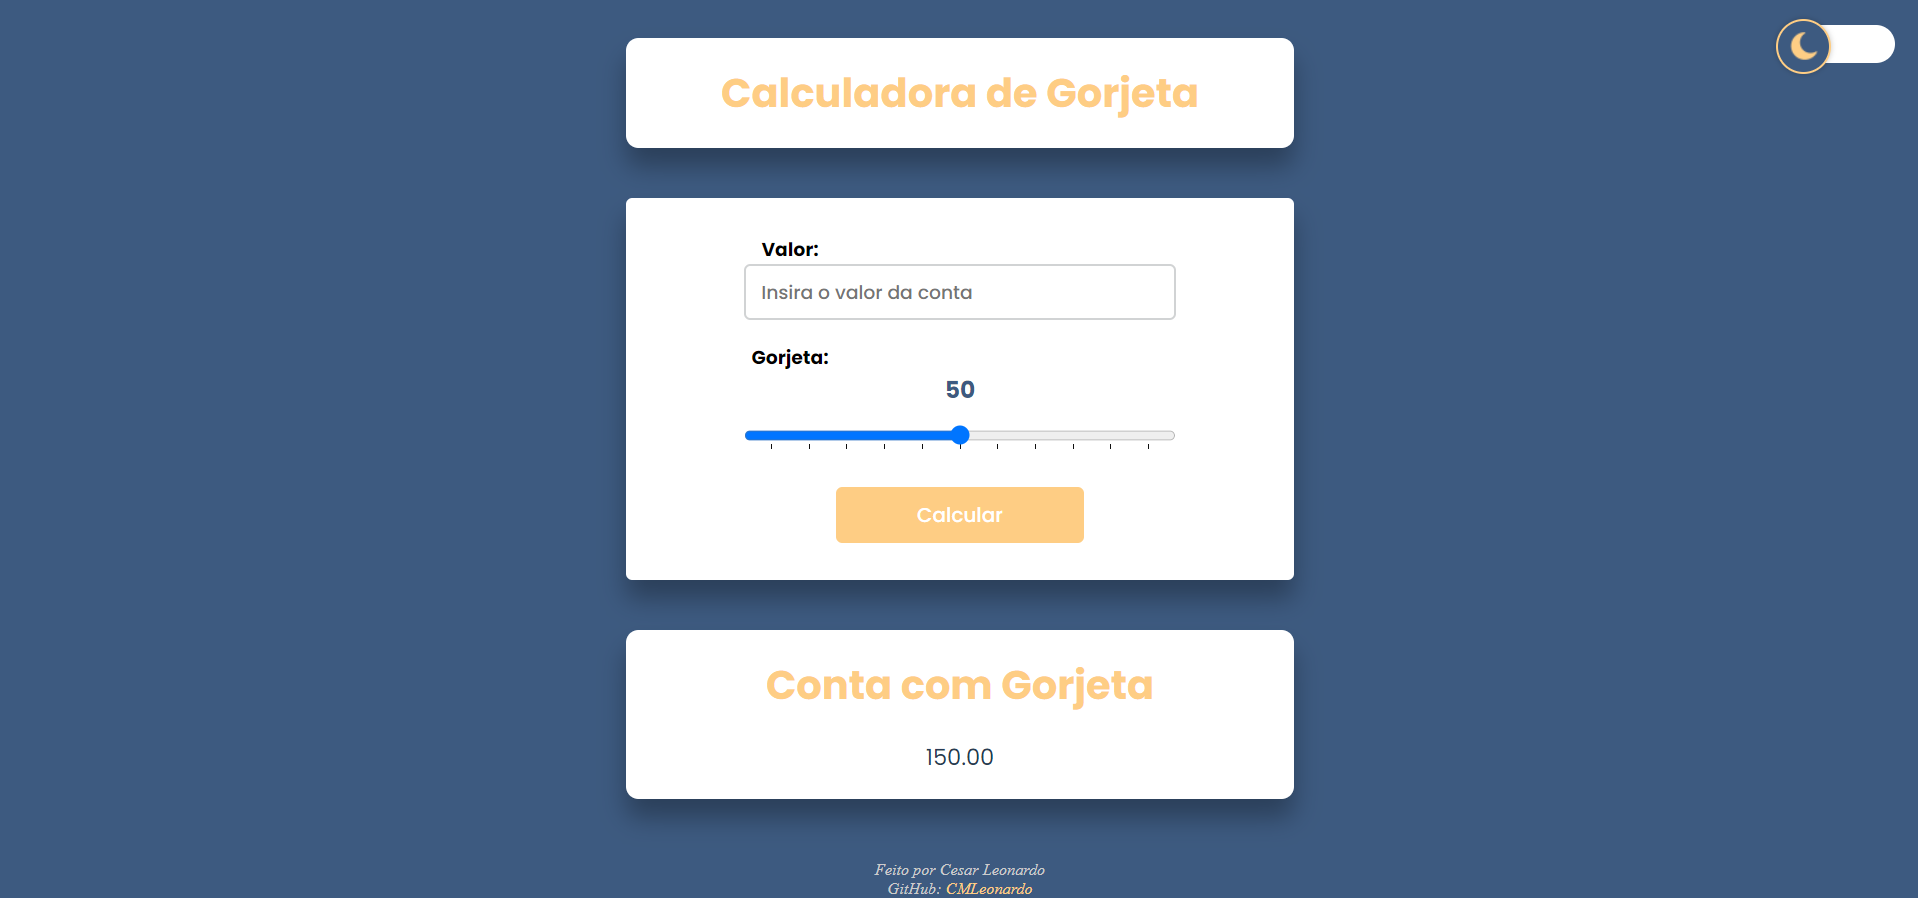 Calculadora de Gorjeta
Valor:
Insira o valor da conta
Gorjeta:
50
Calcular
Conta com Gorjeta
150.00
Feito por Cesar Leonardo
GitHub: CMLeonardo